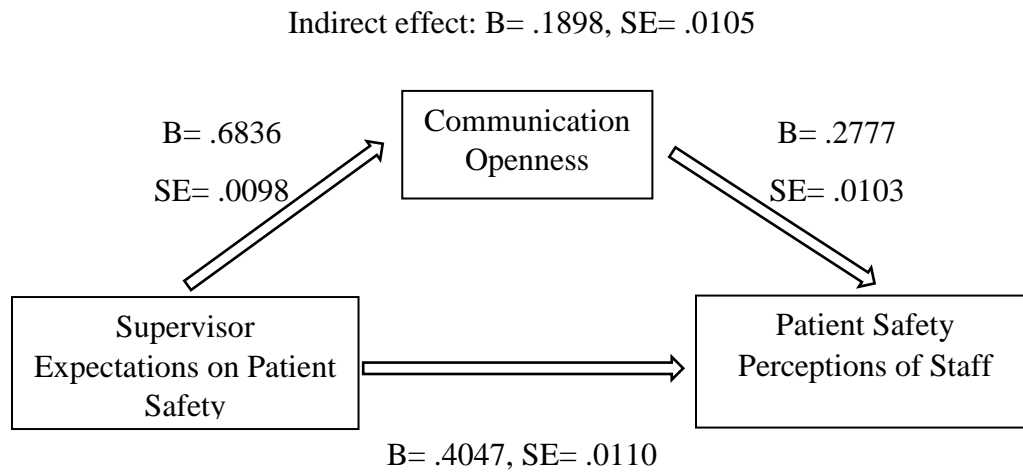 Indirect effect: B= .1898, SE= .0105
B= .6836
SE= .0098
Communication
Openness
B= .2777
SE= .0103
Supervisor
Expectations on Patient
Safety
Patient Safety
Perceptions of Staff
B= .4047, SE= .0110